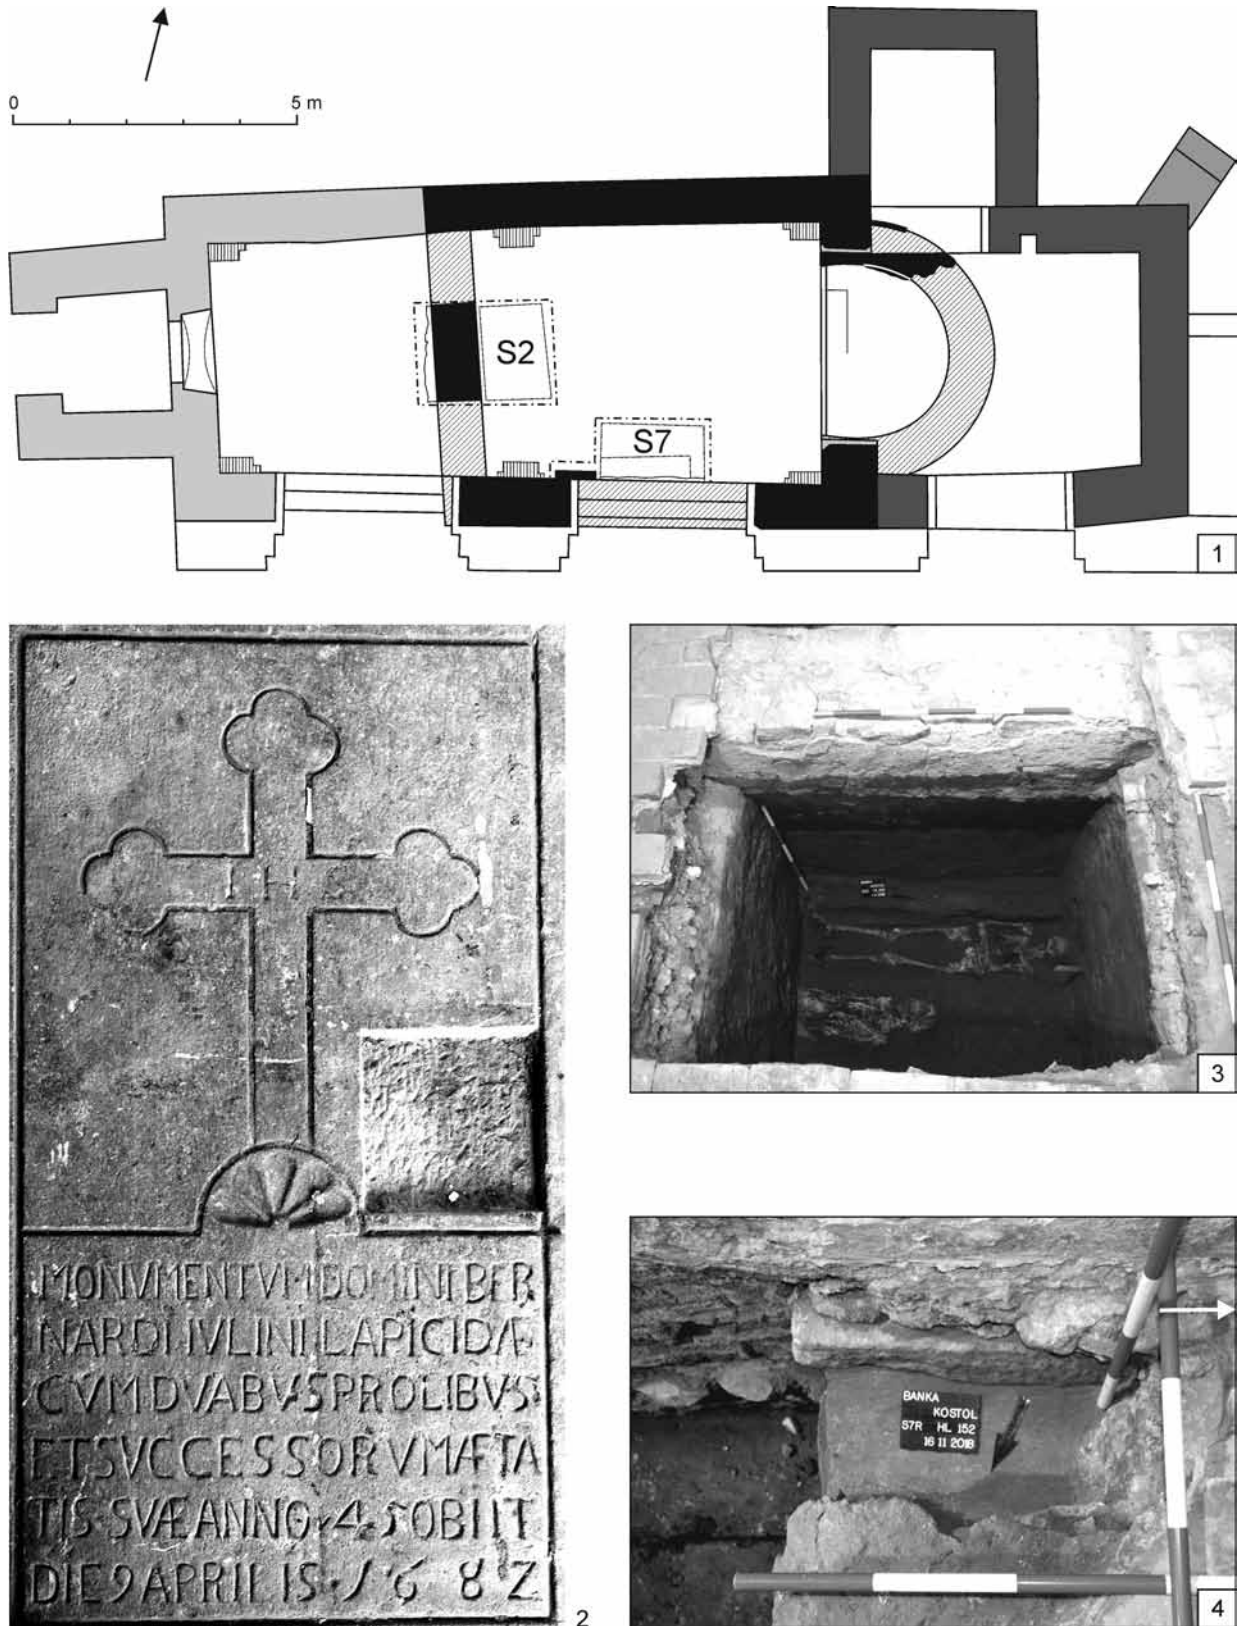 0 5 m
S2
S7
1
I H
MONVMENTVM DOMINI BER
NARDI IVLINI LAPICIDÆ
CVM DVABVS PROLIBVS
ET SVCCESSORVM ÆTA
TIS SVÆ ANNO 45 OBIIT
DIE 9 APRILIS 1682
2
3
BANKA
KOSTOL
S7R HL 152
16 11 2018
4